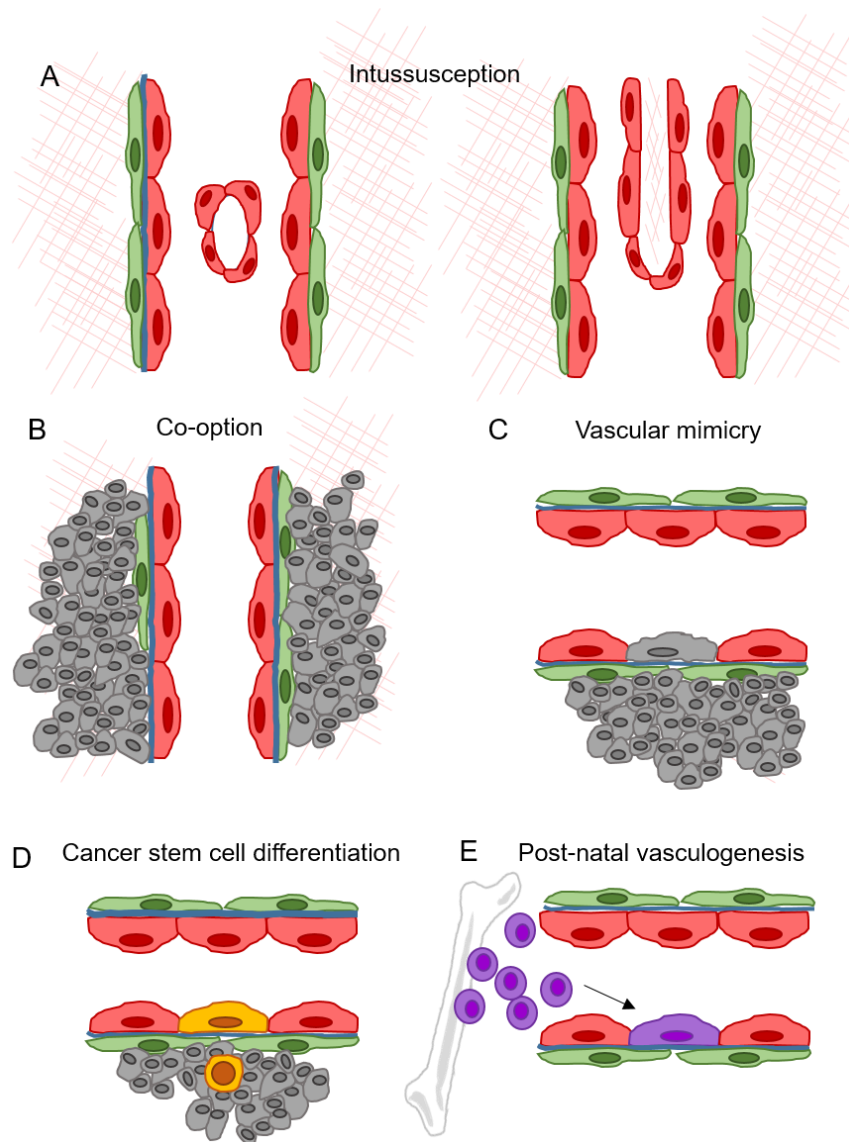 A
Intussusception
B
Co-option
C
Vascular mimicry
D
Cancer stem cell differentiation
E
Post-natal vasculogenesis